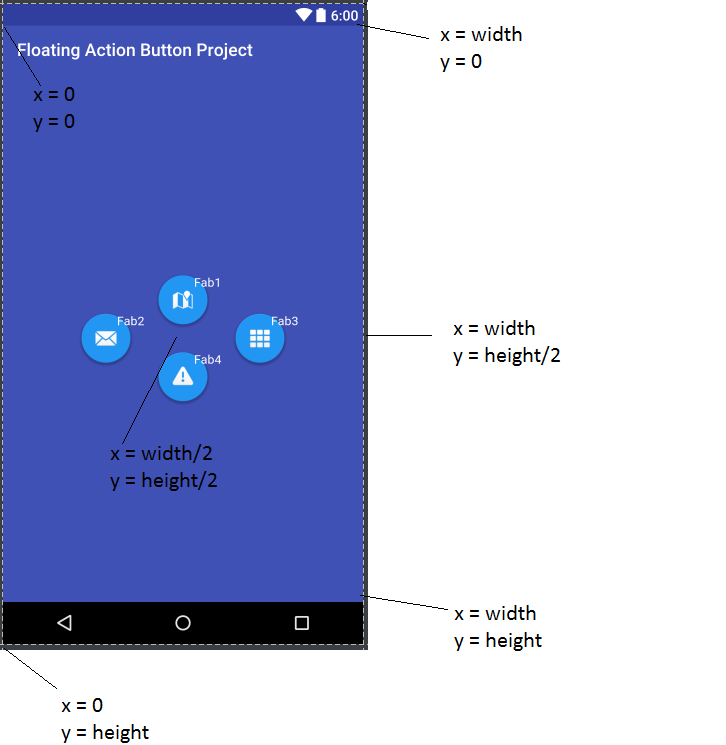 6:00
x = width
y = 0
Floating Action Button Project
x = 0
y = 0
Fab1
Fab2
Fab3
x = width
y = height/2
Fab4
x = width/2
y = height/2
x = width
y = height
x = 0
y = height